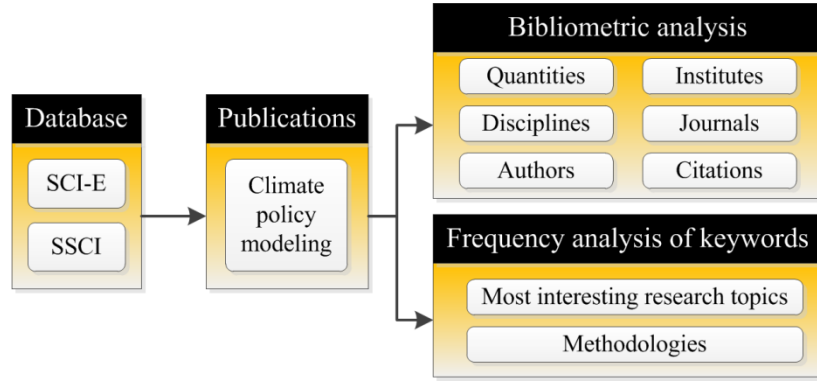 Database
SCI-E
SSCI
Publications
Climate
policy
modeling
Bibliometric analysis
Quantities
Institutes
Disciplines
Journals
Authors
Citations
Frequency analysis of keywords
Most interesting research topics
Methodologies